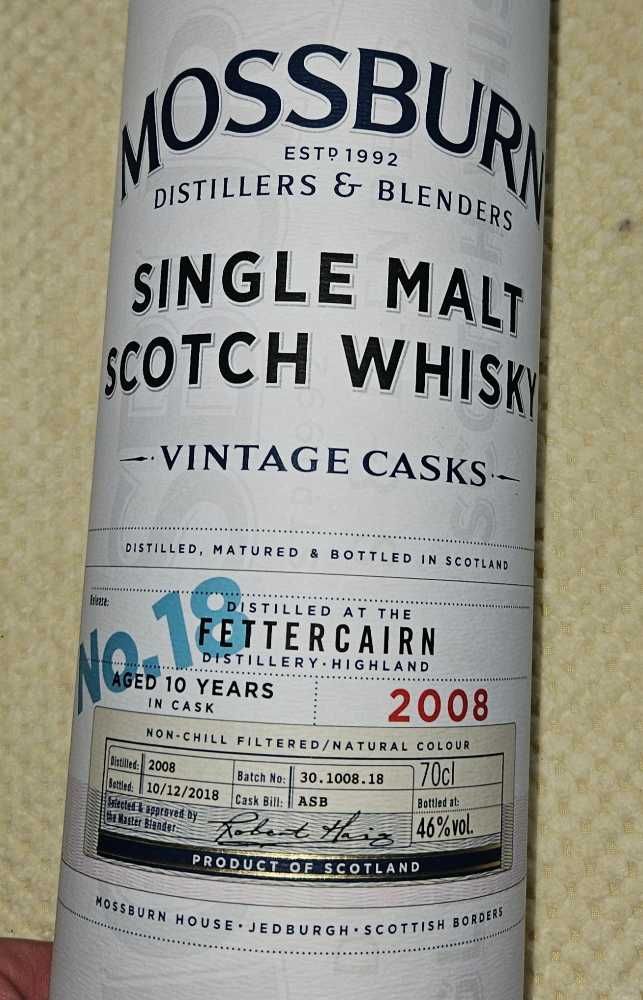 MOSSBURN
ESTD 1992
DISTILLERS & BLENDERS
SINGLE MALT
SCOTCH WHISKY
VINTAGE CASKS
DISTILLED, MATURED & BOTTLED IN SCOTLAND
Release:
No.18
DISTILLED AT THE
FETTERCAIRN
DISTILLERY·HIGHLAND
AGED 10 YEARS
IN CASK
2008
NON-CHILL FILTERED/NATURAL COLOUR
Distilled: 2008 Batch No: 30.1008.18 70cl
Bottled: 10/12/2018 Cask Bill: ASB Bottled at:
46%vol.
Selected & approved by
the Master Blender
Robert Haig
PRODUCT OF SCOTLAND
MOSSBURN HOUSE · JEDBURGH · SCOTTISH BORDERS